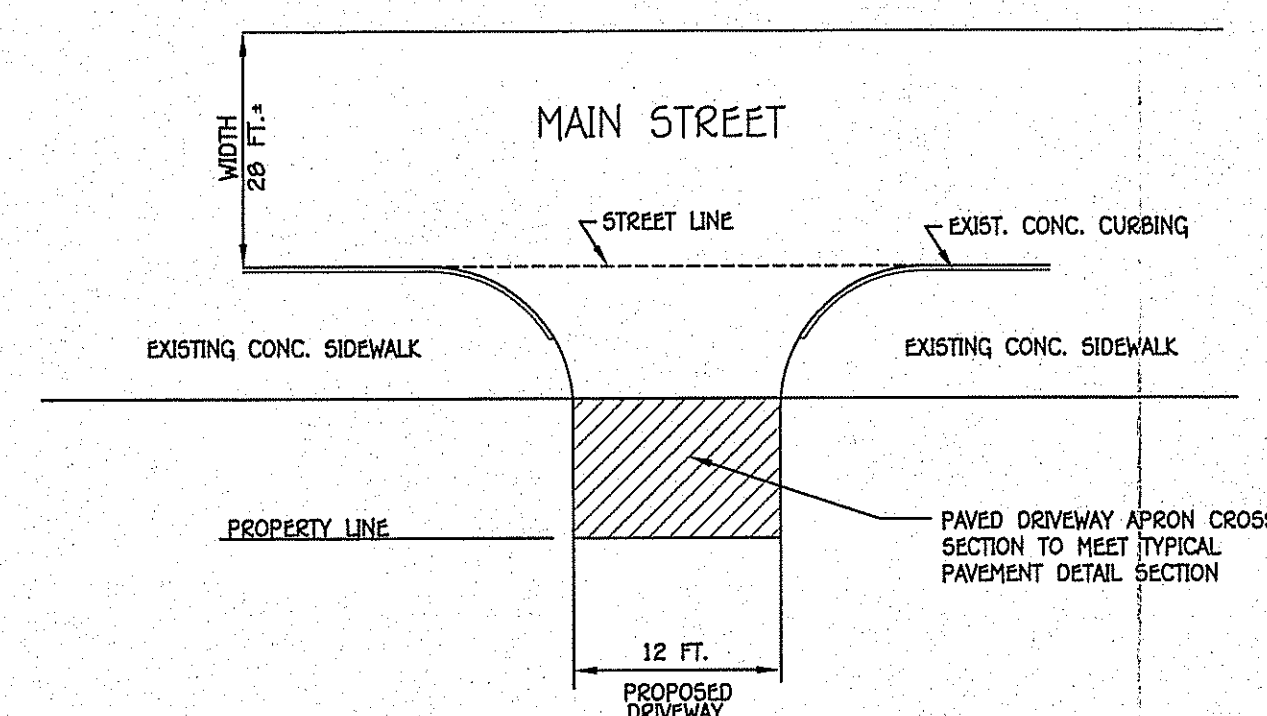 MAIN STREET
WIDTH
28 FT.±
STREET LINE
EXIST. CONC. CURBING
EXISTING CONC. SIDEWALK
EXISTING CONC. SIDEWALK
PROPERTY LINE
PAVED DRIVEWAY APRON CROSS
SECTION TO MEET TYPICAL
PAVEMENT DETAIL SECTION
12 FT.
PROPOSED
DRIVEWAY